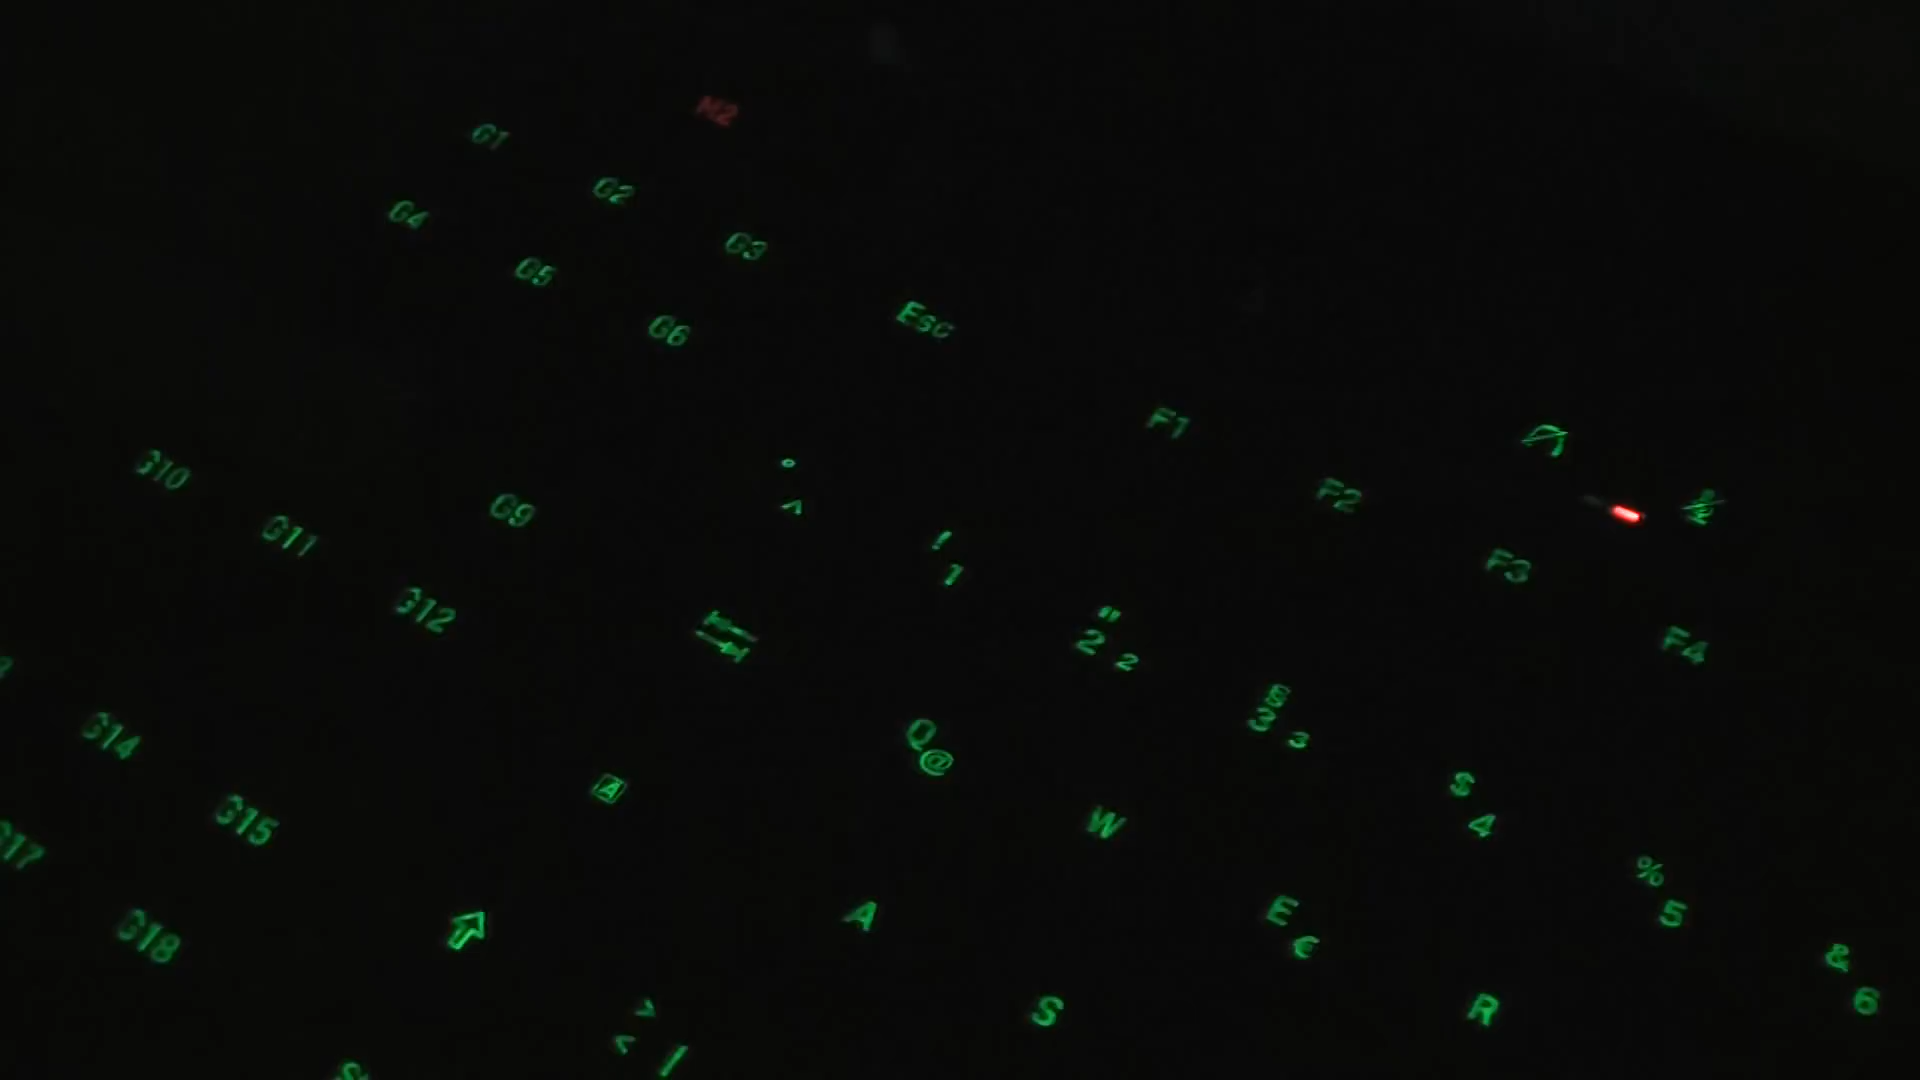 M2
G1 G2 G3 Esc F1 F2 F3 F4
G4 G5 G6
° ^
! 1
" 2 2
§ 3 3
$ 4
% 5
& 6
G9
G10 G11 G12
Q @ W E € R
G14 G15
A
A S
G17 G18
> < |